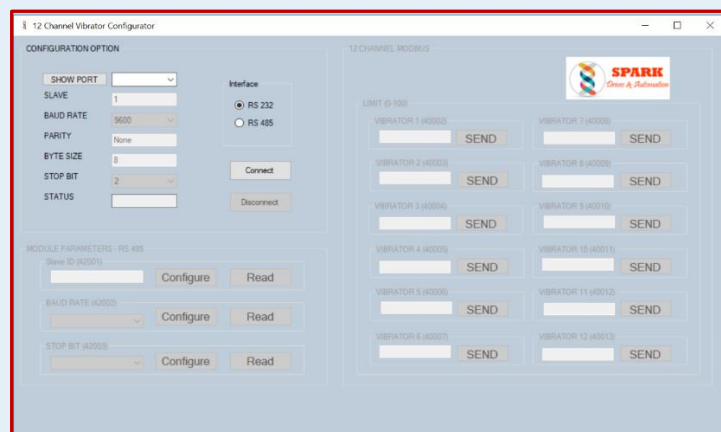 12 Channel Vibrator Configurator
CONFIGURATION OPTION
SHOW PORT
SLAVE
1
BAUD RATE
9600
PARITY
None
BYTE SIZE
8
STOP BIT
2
STATUS
Interface
RS 232
RS 485
Connect
Disconnect
MODULE PARAMETERS - RS 485
Slave ID (42001)
Configure
Read
BAUD RATE (42002)
Configure
Read
STOP BIT (42003)
Configure
Read
12 CHANNEL MODBUS
SPARK
Drives & Automation
LIMIT (0-100)
VIBRATOR 1 (40002)
SEND
VIBRATOR 2 (40003)
SEND
VIBRATOR 3 (40004)
SEND
VIBRATOR 4 (40005)
SEND
VIBRATOR 5 (40006)
SEND
VIBRATOR 6 (40007)
SEND
VIBRATOR 7 (40008)
SEND
VIBRATOR 8 (40009)
SEND
VIBRATOR 9 (40010)
SEND
VIBRATOR 10 (40011)
SEND
VIBRATOR 11 (40012)
SEND
VIBRATOR 12 (40013)
SEND